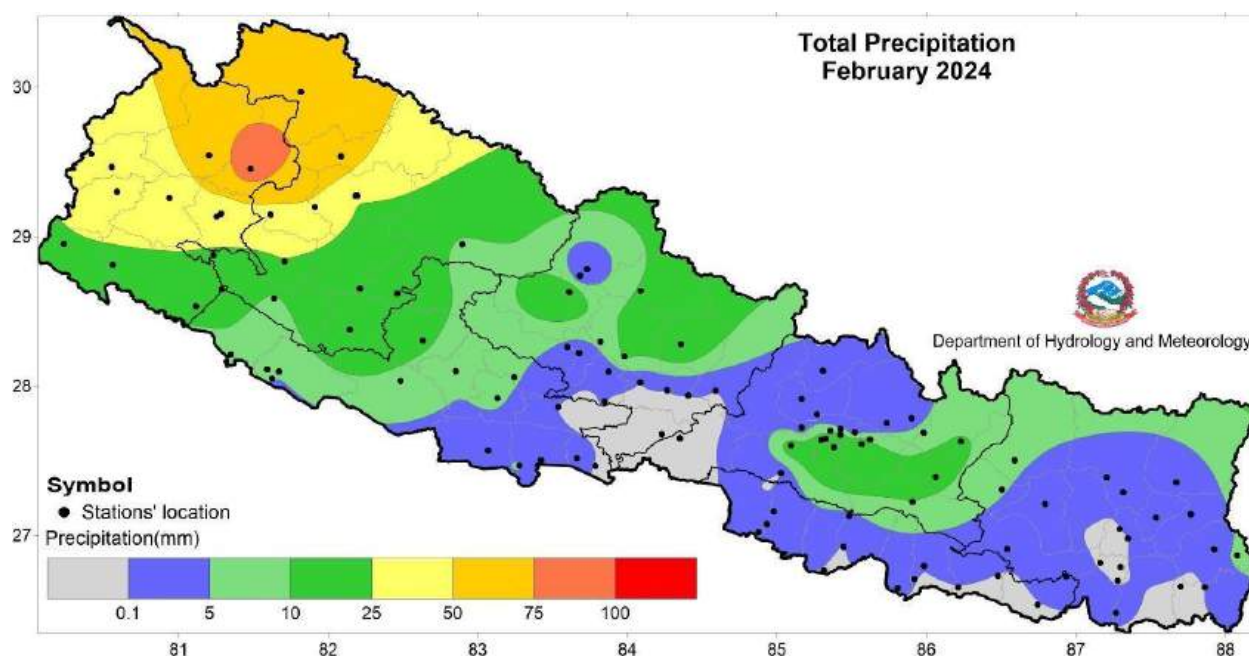 Total Precipitation
February 2024
30
29
28
27
Department of Hydrology and Meteorology
Symbol
Stations' location
Precipitation(mm)
0.1 5 10 25 50 75 100
81 82 83 84 85 86 87 88